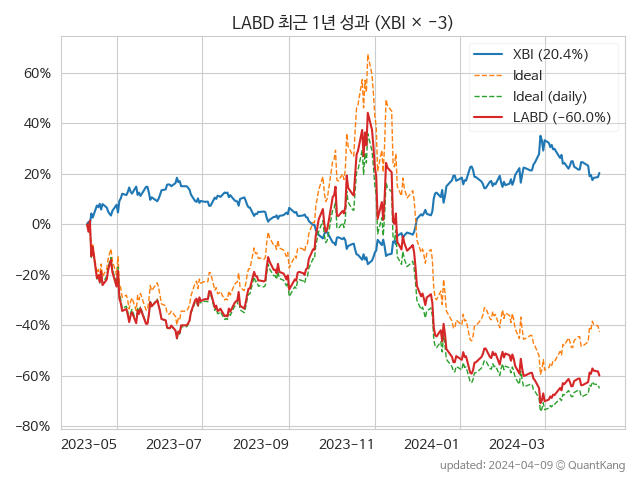 LABD 최근 1년 성과 (XBI × −3)
XBI (20.4%)
Ideal
Ideal (daily)
LABD (−60.0%)
60%
40%
20%
0%
−20%
−40%
−60%
−80%
2023-05 2023-07 2023-09 2023-11 2024-01 2024-03
updated: 2024-04-09 © QuantKang